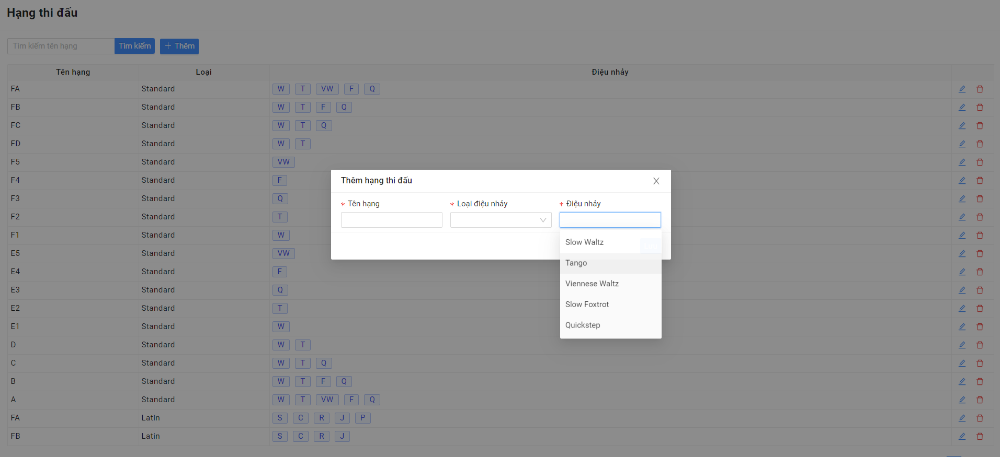 Hạng thi đấu
Tìm kiếm tên hạng Tìm kiếm + Thêm
Tên hạng Loại Điệu nhảy
FA Standard W T VW F Q
FB Standard W T F Q
FC Standard W T Q
FD Standard W T
F5 Standard VW
F4 Standard F
F3 Standard Q
F2 Standard T
F1 Standard W
E5 Standard VW
E4 Standard F
E3 Standard Q
E2 Standard T
E1 Standard W
D Standard W T
C Standard W T Q
B Standard W T F Q
A Standard W T VW F Q
FA Latin S C R J P
FB Latin S C R J
Thêm hạng thi đấu
* Tên hạng * Loại điệu nhảy * Điệu nhảy
Slow Waltz
Tango
Viennese Waltz
Slow Foxtrot
Quickstep